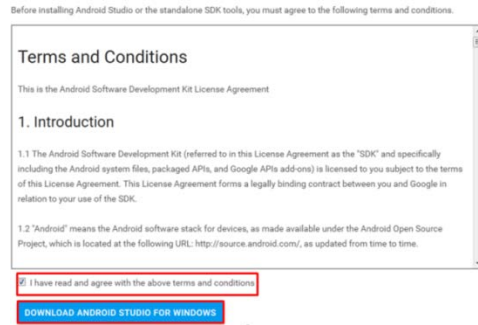 Before installing Android Studio or the standalone SDK tools, you must agree to the following terms and conditions.
Terms and Conditions
This is the Android Software Development Kit License Agreement
1. Introduction
1.1 The Android Software Development Kit (referred to in this License Agreement as the "SDK" and specifically
including the Android system files, packaged APIs, and Google APIs add-ons) is licensed to you subject to the terms
of this License Agreement. This License Agreement forms a legally binding contract between you and Google in
relation to your use of the SDK.
1.2 "Android" means the Android software stack for devices, as made available under the Android Open Source
Project, which is located at the following URL: http://source.android.com/, as updated from time to time.
I have read and agree with the above terms and conditions
DOWNLOAD ANDROID STUDIO FOR WINDOWS